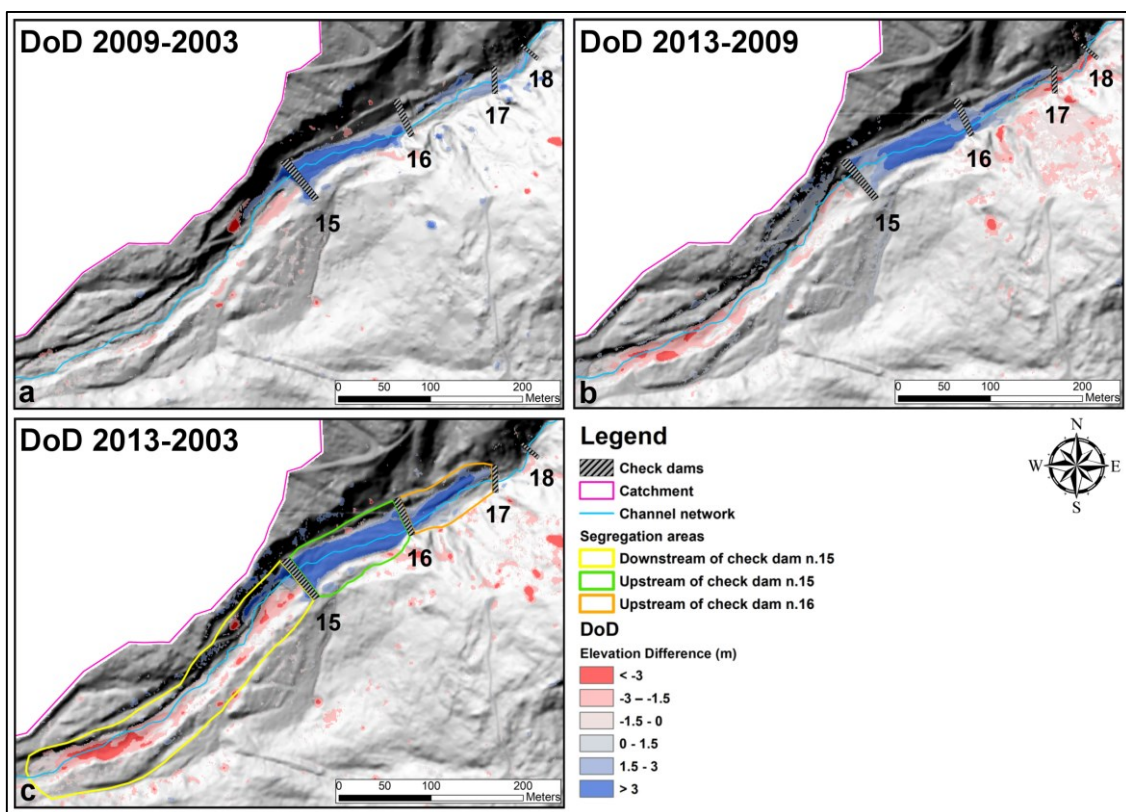 DoD 2009-2003
18
17
16
15
0 50 100 200
Meters
a
DoD 2013-2009
18
17
16
15
0 50 100 200
Meters
b
DoD 2013-2003
18
17
16
15
0 50 100 200
Meters
c
Legend
Check dams
Catchment
Channel network
Segregation areas
Downstream of check dam n.15
Upstream of check dam n.15
Upstream of check dam n.16
DoD
Elevation Difference (m)
< -3
-3 – -1.5
-1.5 - 0
0 - 1.5
1.5 - 3
> 3
N
W E
S